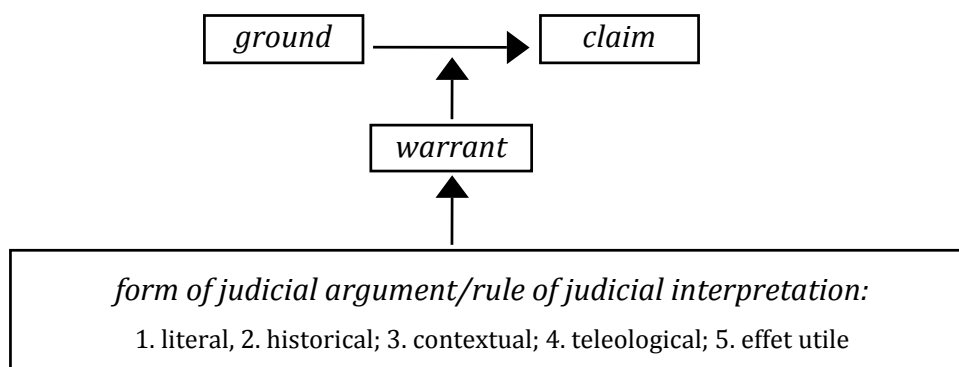 ground
claim
warrant
form of judicial argument/rule of judicial interpretation:
1. literal, 2. historical; 3. contextual; 4. teleological; 5. effet utile